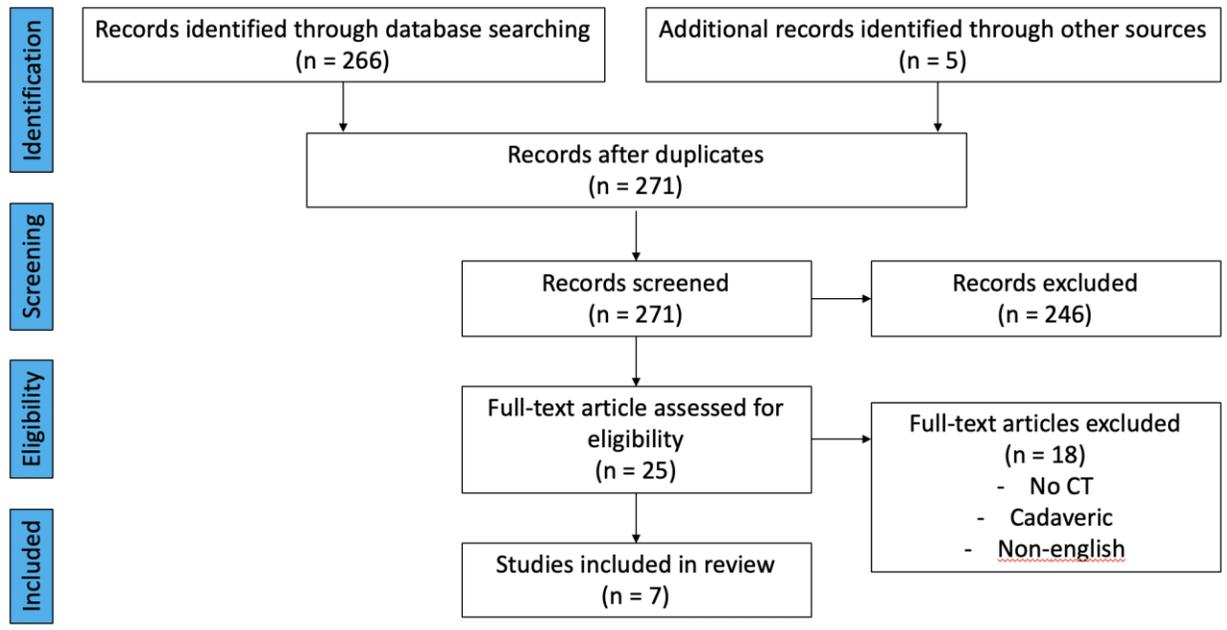 Identification
Records identified through database searching
(n = 266)
Additional records identified through other sources
(n = 5)
Records after duplicates
(n = 271)
Screening
Records screened
(n = 271)
Records excluded
(n = 246)
Eligibility
Full-text article assessed for
eligibility
(n = 25)
Full-text articles excluded
(n = 18)
- No CT
- Cadaveric
- Non-english
Included
Studies included in review
(n = 7)